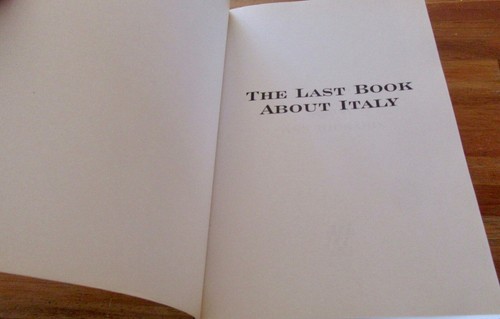 The Last Book
About Italy